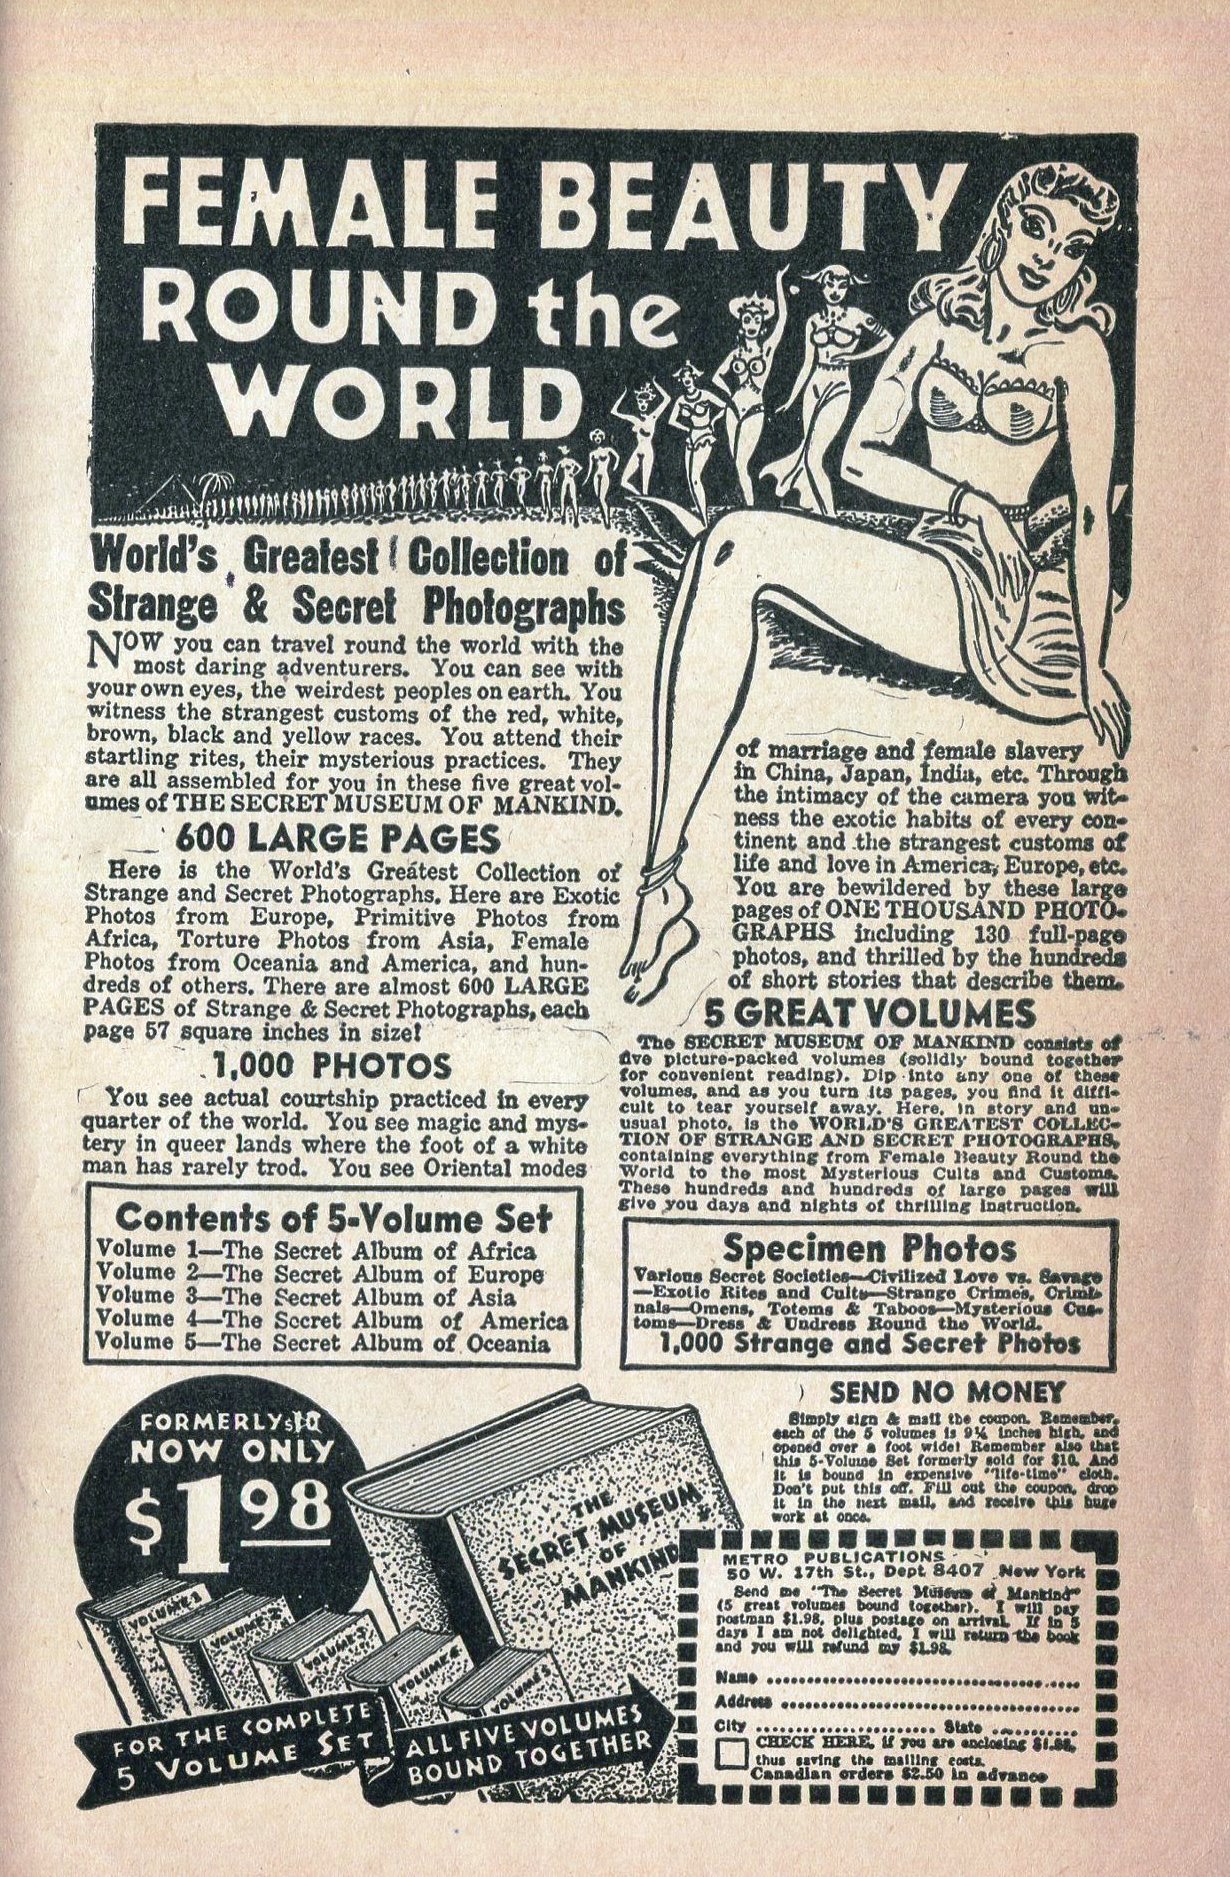 FEMALE BEAUTY
ROUND the
WORLD
World's Greatest Collection of
Strange & Secret Photographs
NOW you can travel round the world with the
most daring adventurers. You can see with
your own eyes, the weirdest peoples on earth. You
witness the strangest customs of the red, white,
brown, black and yellow races. You attend their
startling rites, their mysterious practices. They
are all assembled for you in these five great vol-
umes of THE SECRET MUSEUM OF MANKIND.
600 LARGE PAGES
Here is the World's Greatest Collection of
Strange and Secret Photographs. Here are Exotic
Photos from Europe, Primitive Photos from
Africa, Torture Photos from Asia, Female
Photos from Oceania and America, and hun-
dreds of others. There are almost 600 LARGE
PAGES of Strange & Secret Photographs, each
page 57 square inches in size!
1,000 PHOTOS
You see actual courtship practiced in every
quarter of the world. You see magic and mys-
tery in queer lands where the foot of a white
man has rarely trod. You see Oriental modes
of marriage and female slavery
in China, Japan, India, etc. Through
the intimacy of the camera you wit-
ness the exotic habits of every con-
tinent and the strangest customs of
life and love in America, Europe, etc.
You are bewildered by these large
pages of ONE THOUSAND PHOTO-
GRAPHS including 130 full-page
photos, and thrilled by the hundreds
of short stories that describe them.
5 GREAT VOLUMES
The SECRET MUSEUM OF MANKIND consists of
five picture-packed volumes (solidly bound together
for convenient reading). Dip into any one of these
volumes, and as you turn its pages, you find it diffi-
cult to tear yourself away. Here, in story and un-
usual photo, is the WORLD'S GREATEST COLLEC-
TION OF STRANGE AND SECRET PHOTOGRAPHS,
containing everything from Female Beauty Round the
World to the most Mysterious Cults and Customs.
These hundreds and hundreds of large pages will
give you days and nights of thrilling instruction.
Contents of 5-Volume Set
Volume 1—The Secret Album of Africa
Volume 2—The Secret Album of Europe
Volume 3—The Secret Album of Asia
Volume 4—The Secret Album of America
Volume 5—The Secret Album of Oceania
Specimen Photos
Various Secret Societies—Civilized Love vs. Savage
—Exotic Rites and Cults—Strange Crimes, Crimi-
nals—Omens, Totems & Taboos—Mysterious Cus-
toms—Dress & Undress Round the World.
1,000 Strange and Secret Photos
FORMERLY $10
NOW ONLY
$1.98
THE
SECRET MUSEUM
OF
MANKIND
VOLUME-1
VOLUME-2
VOLUME-3
VOLUME-4
VOLUME 5
FOR THE COMPLETE
5 VOLUME SET
ALL FIVE VOLUMES
BOUND TOGETHER
SEND NO MONEY
Simply sign & mail the coupon. Remember,
each of the 5 volumes is 9¼ inches high, and
opened over a foot wide! Remember also that
this 5-Volume Set formerly sold for $10. And
it is bound in expensive "life-time" cloth.
Don't put this off. Fill out the coupon, drop
it in the next mail, and receive this huge
work at once.
METRO PUBLICATIONS
50 W. 17th St., Dept 8407 New York
Send me "The Secret Museum of Mankind"
(5 great volumes bound together). I will pay
postman $1.98, plus postage on arrival. If in 5
days I am not delighted, I will return the book
and you will refund my $1.98.
Name
Address
City State
CHECK HERE, if you are enclosing $1.98,
thus saving the mailing costs.
Canadian orders $2.50 in advance